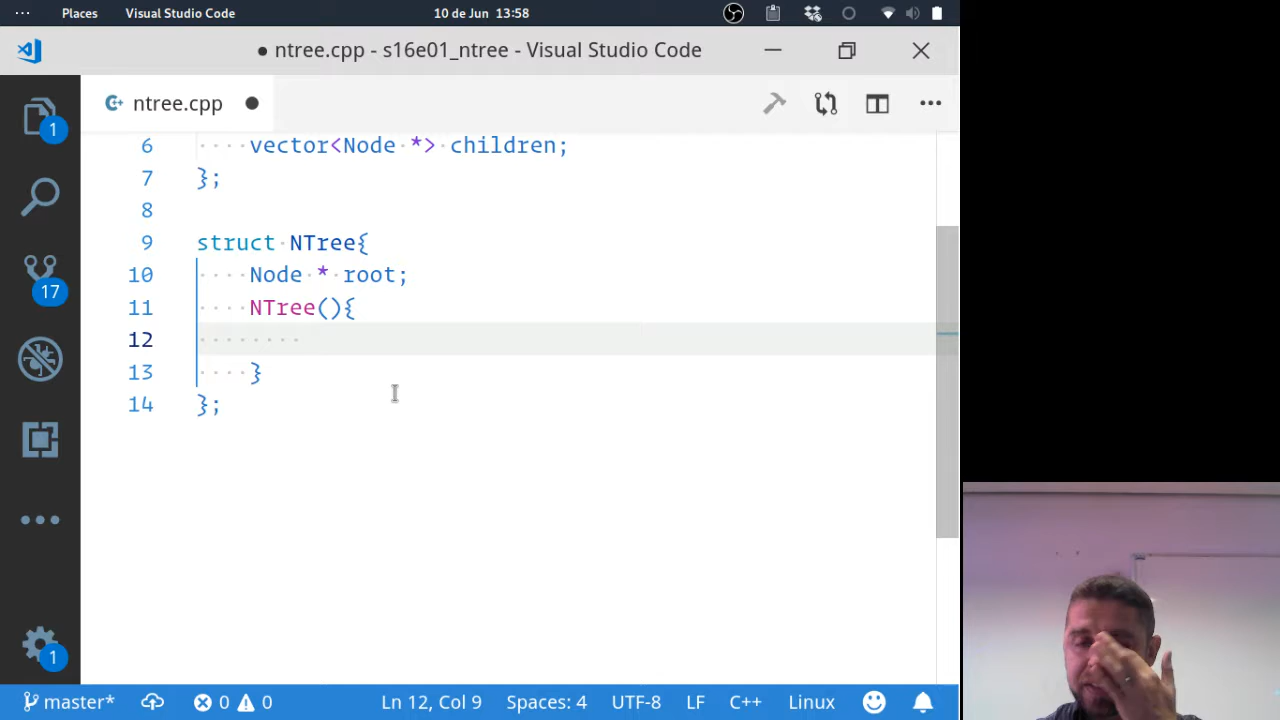 ··· Places Visual Studio Code 10 de Jun 13:58
● ntree.cpp - s16e01_ntree - Visual Studio Code
ntree.cpp
1
17
1
6 vector<Node *> children;
7 };
8
9 struct NTree{
10 Node * root;
11 NTree(){
12
13 }
14 };
master* 0 0 Ln 12, Col 9 Spaces: 4 UTF-8 LF C++ Linux